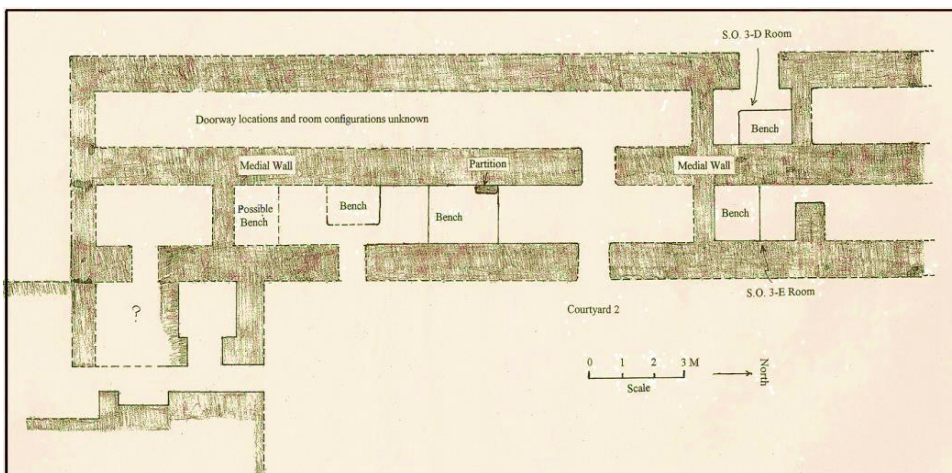 S.O. 3-D Room
Doorway locations and room configurations unknown
Bench
Medial Wall
Partition
Medial Wall
Possible
Bench
Bench
Bench
Bench
S.O. 3-E Room
?
Courtyard 2
0 1 2 3 M
Scale
North